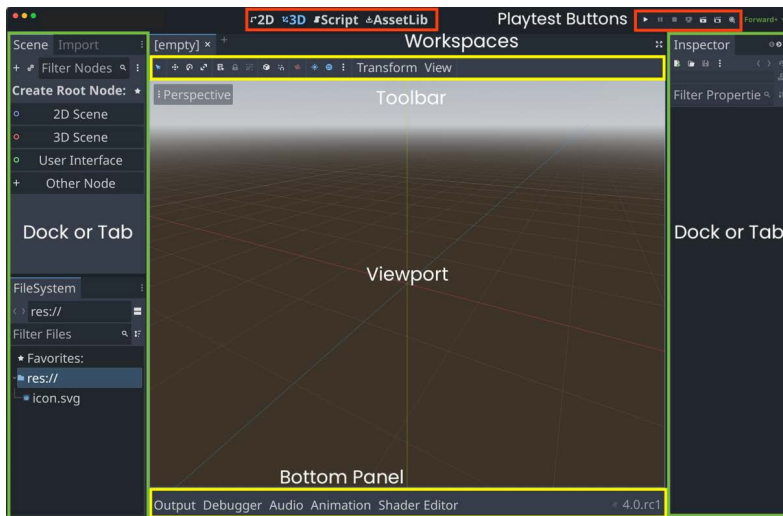 2D 3D Script AssetLib
Playtest Buttons
Forward+
Workspaces
Scene Import
Filter Nodes
Create Root Node:
2D Scene
3D Scene
User Interface
Other Node
Dock or Tab
FileSystem
res://
Filter Files
Favorites:
res://
icon.svg
[empty]
Transform View
Toolbar
Perspective
Viewport
Bottom Panel
Output Debugger Audio Animation Shader Editor
4.0.rc1
Inspector
Filter Propertie
Dock or Tab